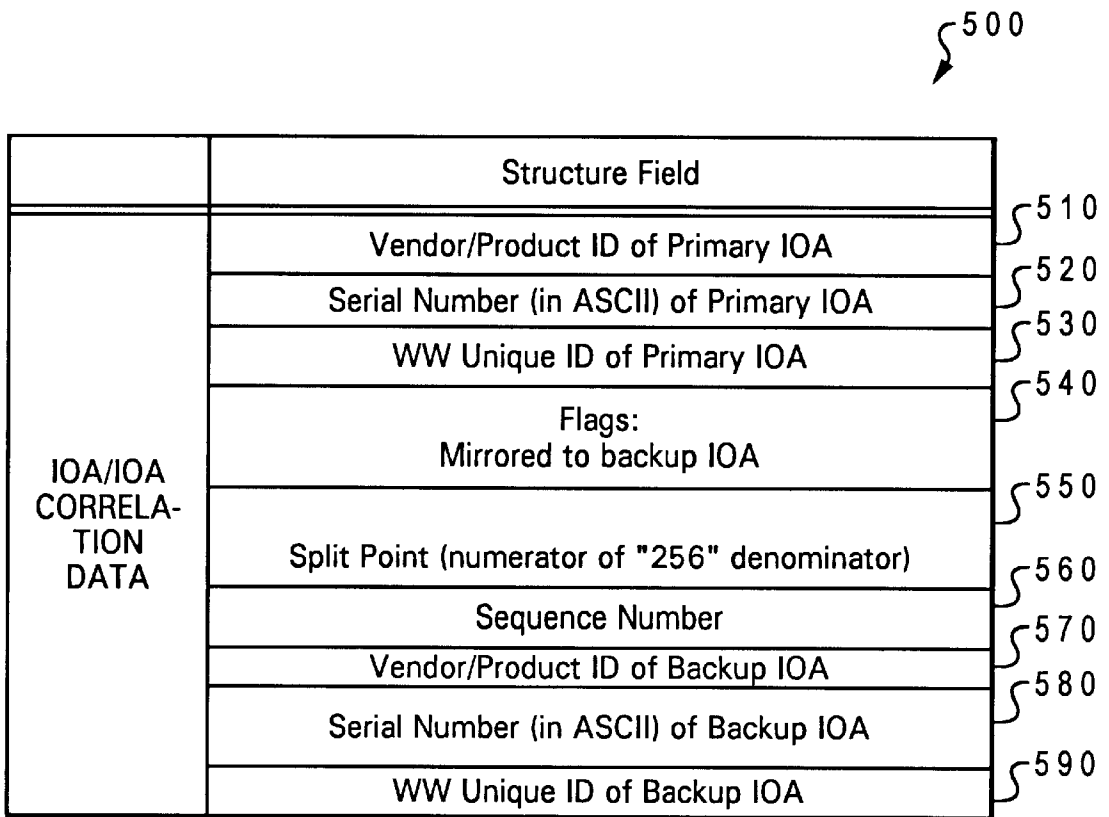 500
Structure Field
510
Vendor/Product ID of Primary IOA
520
Serial Number (in ASCII) of Primary IOA
530
WW Unique ID of Primary IOA
540
Flags:
Mirrored to backup IOA
IOA/IOA
CORRELA-
TION
DATA
550
Split Point (numerator of "256" denominator)
560
Sequence Number
570
Vendor/Product ID of Backup IOA
580
Serial Number (in ASCII) of Backup IOA
590
WW Unique ID of Backup IOA